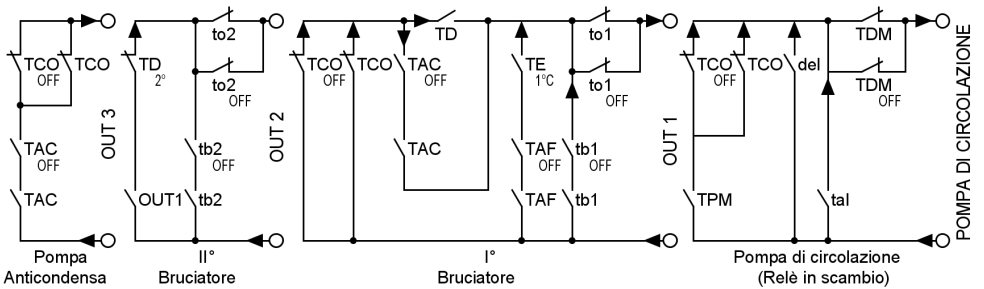 TCO
OFF
TCO
TAC
OFF
TAC
Pompa
Anticondensa
OUT 3
to2
TD
2°
to2
OFF
tb2
OFF
OUT1
tb2
II°
Bruciatore
OUT 2
TD
to1
TCO
OFF
TCO
TAC
OFF
TE
1°C
to1
OFF
TAC
TAF
OFF
tb1
OFF
TAF
tb1
I°
Bruciatore
OUT 1
TDM
TCO
OFF
TCO
del
TDM
OFF
TPM
tal
Pompa di circolazione
(Relè in scambio)
POMPA DI CIRCOLAZIONE